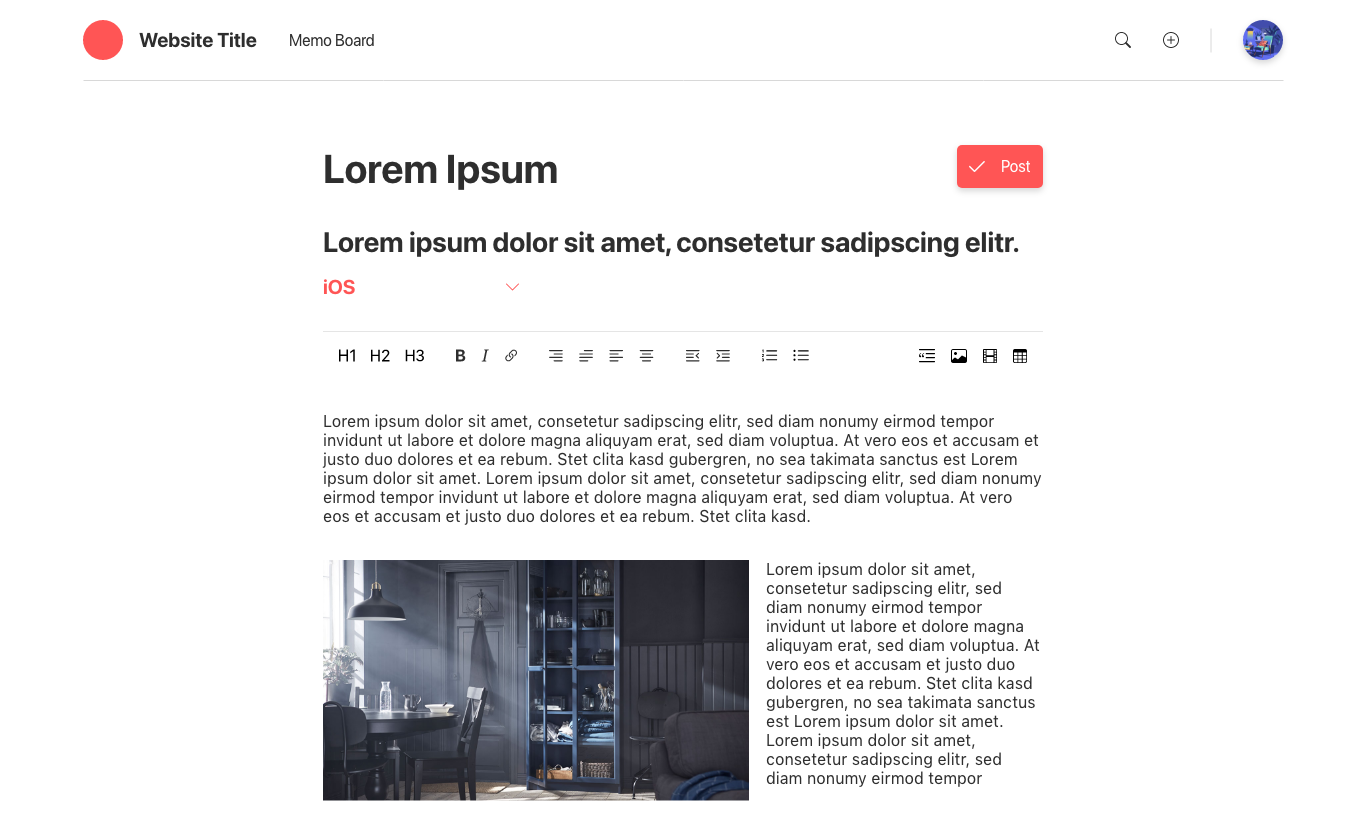 Website Title Memo Board
Lorem Ipsum
Post
Lorem ipsum dolor sit amet, consetetur sadipscing elitr.
iOS
H1 H2 H3 B I
Lorem ipsum dolor sit amet, consetetur sadipscing elitr, sed diam nonumy eirmod tempor
invidunt ut labore et dolore magna aliquyam erat, sed diam voluptua. At vero eos et accusam et
justo duo dolores et ea rebum. Stet clita kasd gubergren, no sea takimata sanctus est Lorem
ipsum dolor sit amet. Lorem ipsum dolor sit amet, consetetur sadipscing elitr, sed diam nonumy
eirmod tempor invidunt ut labore et dolore magna aliquyam erat, sed diam voluptua. At vero
eos et accusam et justo duo dolores et ea rebum. Stet clita kasd.
Lorem ipsum dolor sit amet,
consetetur sadipscing elitr, sed
diam nonumy eirmod tempor
invidunt ut labore et dolore magna
aliquyam erat, sed diam voluptua. At
vero eos et accusam et justo duo
dolores et ea rebum. Stet clita kasd
gubergren, no sea takimata sanctus
est Lorem ipsum dolor sit amet.
Lorem ipsum dolor sit amet,
consetetur sadipscing elitr, sed
diam nonumy eirmod tempor